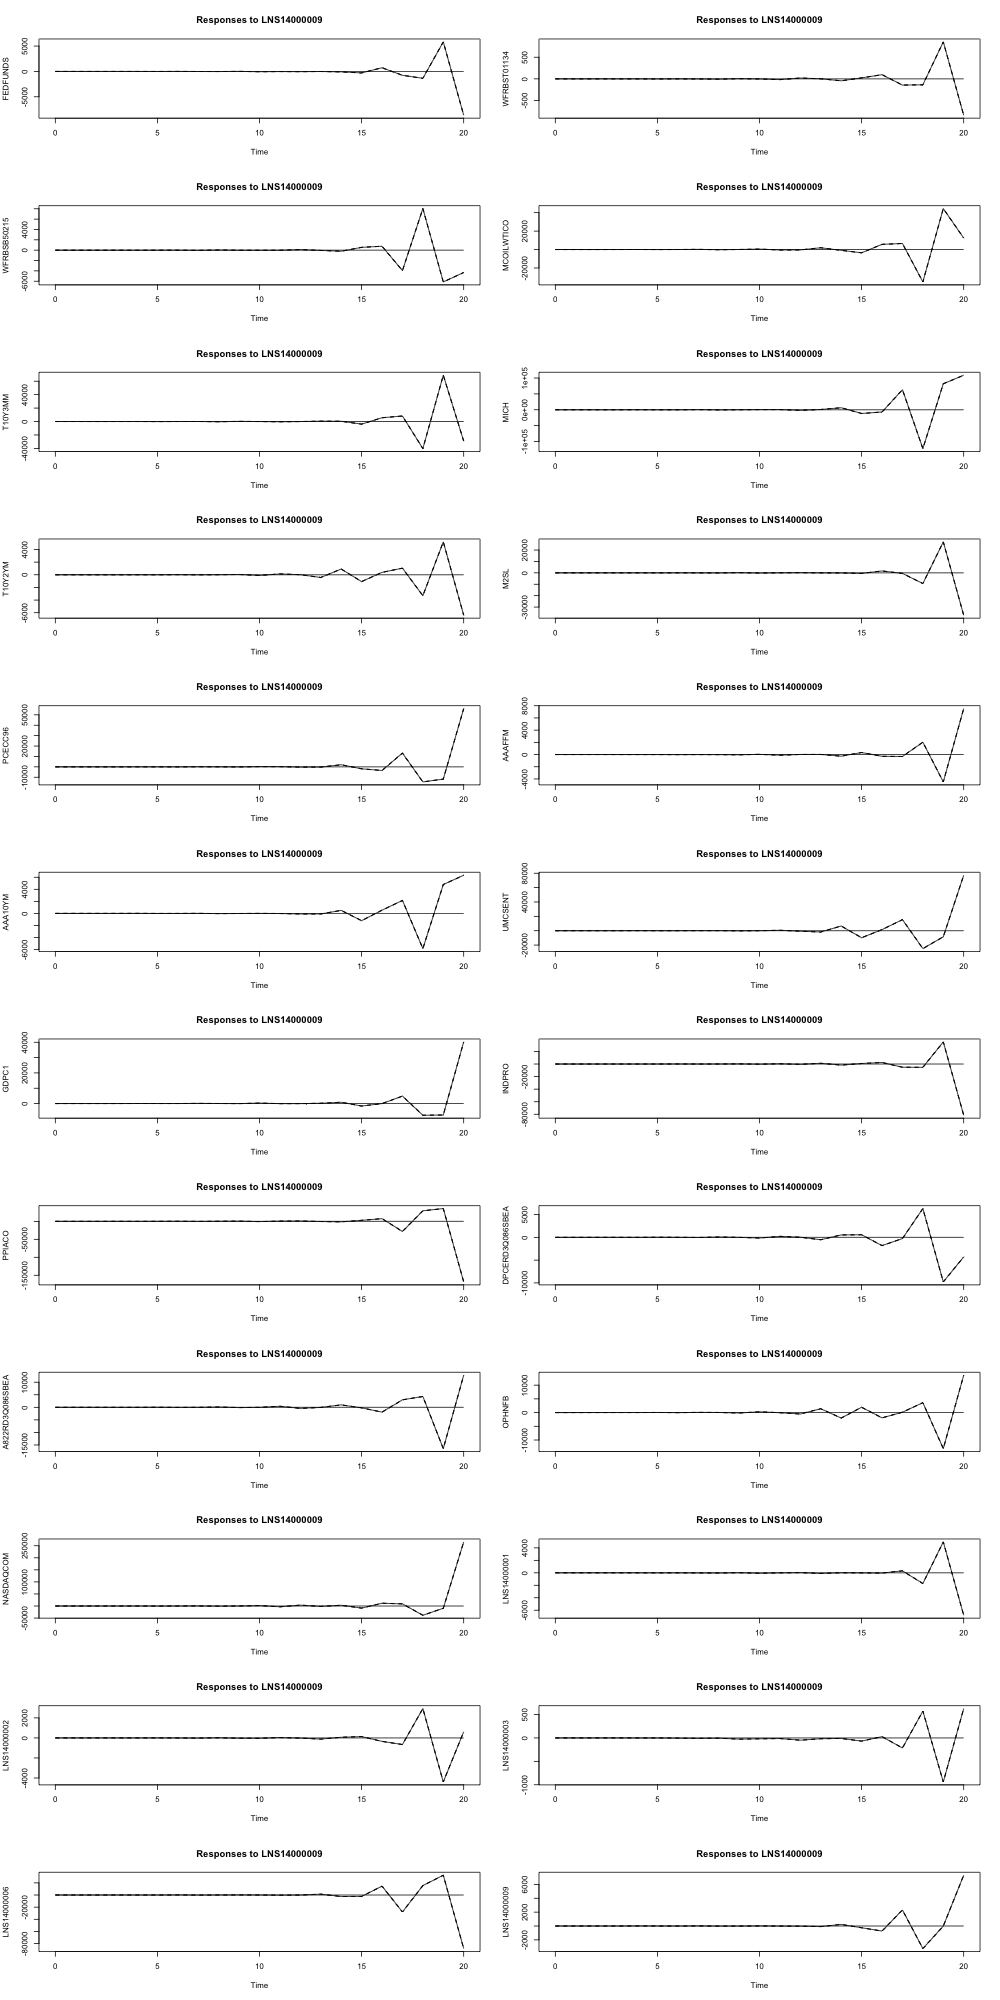 Responses to LNS14000009
FEDFUNDS
-5000 0 5000
0 5 10 15 20
Time
Responses to LNS14000009
WFRBST01134
-500 0 500
0 5 10 15 20
Time
Responses to LNS14000009
WFRBSB50215
-6000 0 4000
0 5 10 15 20
Time
Responses to LNS14000009
MCOILWTICO
-20000 20000
0 5 10 15 20
Time
Responses to LNS14000009
T10Y3MM
-40000 0 40000
0 5 10 15 20
Time
Responses to LNS14000009
MICH
-1e+05 0e+00 1e+05
0 5 10 15 20
Time
Responses to LNS14000009
T10Y2YM
-6000 0 4000
0 5 10 15 20
Time
Responses to LNS14000009
M2SL
-30000 0 20000
0 5 10 15 20
Time
Responses to LNS14000009
PCECC96
-10000 20000 50000
0 5 10 15 20
Time
Responses to LNS14000009
AAAFFM
-4000 0 4000 8000
0 5 10 15 20
Time
Responses to LNS14000009
AAA10YM
-6000 0 4000
0 5 10 15 20
Time
Responses to LNS14000009
UMCSENT
-20000 40000 80000
0 5 10 15 20
Time
Responses to LNS14000009
GDPC1
0 20000 40000
0 5 10 15 20
Time
Responses to LNS14000009
INDPRO
-80000 -20000
0 5 10 15 20
Time
Responses to LNS14000009
PPIACO
-150000 -50000
0 5 10 15 20
Time
Responses to LNS14000009
DPCERD3Q086SBEA
-10000 0 5000
0 5 10 15 20
Time
Responses to LNS14000009
A822RD3Q086SBEA
-15000 0 10000
0 5 10 15 20
Time
Responses to LNS14000009
OPHNFB
-10000 0 10000
0 5 10 15 20
Time
Responses to LNS14000009
NASDAQCOM
-50000 100000 250000
0 5 10 15 20
Time
Responses to LNS14000009
LNS14000001
-6000 0 4000
0 5 10 15 20
Time
Responses to LNS14000009
LNS14000002
-4000 0 2000
0 5 10 15 20
Time
Responses to LNS14000009
LNS14000003
-1000 0 500
0 5 10 15 20
Time
Responses to LNS14000009
LNS14000006
-80000 -20000
0 5 10 15 20
Time
Responses to LNS14000009
LNS14000009
-2000 2000 6000
0 5 10 15 20
Time